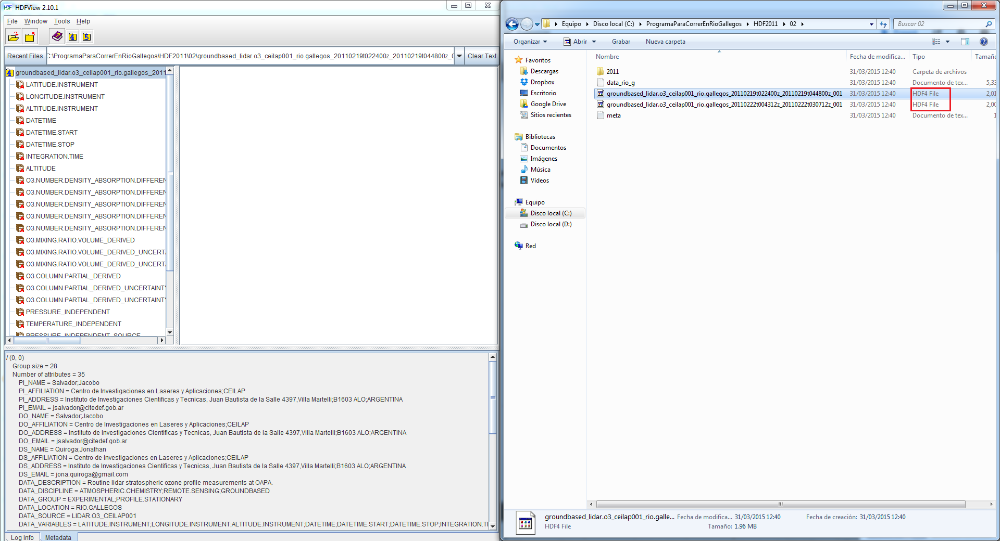 HDFView 2.10.1
File Window Tools Help
Recent Files C:\ProgramaParaCorrerEnRioGallegos\HDF2011\02\groundbased_lidar.o3_ceilap001_rio.gallegos_20110219t022400z_20110219t044800z_0 Clear Text
groundbased_lidar.o3_ceilap001_rio.gallegos_2011
LATITUDE.INSTRUMENT
LONGITUDE.INSTRUMENT
ALTITUDE.INSTRUMENT
DATETIME
DATETIME.START
DATETIME.STOP
INTEGRATION.TIME
ALTITUDE
O3.NUMBER.DENSITY_ABSORPTION.DIFFEREN
O3.NUMBER.DENSITY_ABSORPTION.DIFFEREN
O3.NUMBER.DENSITY_ABSORPTION.DIFFEREN
O3.NUMBER.DENSITY_ABSORPTION.DIFFEREN
O3.NUMBER.DENSITY_ABSORPTION.DIFFEREN
O3.MIXING.RATIO.VOLUME_DERIVED
O3.MIXING.RATIO.VOLUME_DERIVED_UNCERTA
O3.MIXING.RATIO.VOLUME_DERIVED_UNCERTA
O3.COLUMN.PARTIAL_DERIVED
O3.COLUMN.PARTIAL_DERIVED_UNCERTAINTY
O3.COLUMN.PARTIAL_DERIVED_UNCERTAINTY
PRESSURE_INDEPENDENT
TEMPERATURE_INDEPENDENT
PRESSURE_INDEPENDENT_SOURCE
/ (0, 0)
Group size = 28
Number of attributes = 35
PI_NAME = Salvador;Jacobo
PI_AFFILIATION = Centro de Investigaciones en Laseres y Aplicaciones;CEILAP
PI_ADDRESS = Instituto de Investigaciones Cientificas y Tecnicas, Juan Bautista de la Salle 4397,Villa Martelli;B1603 ALO;ARGENTINA
PI_EMAIL = jsalvador@citedef.gob.ar
DO_NAME = Salvador;Jacobo
DO_AFFILIATION = Centro de Investigaciones en Laseres y Aplicaciones;CEILAP
DO_ADDRESS = Instituto de Investigaciones Cientificas y Tecnicas, Juan Bautista de la Salle 4397,Villa Martelli;B1603 ALO;ARGENTINA
DO_EMAIL = jsalvador@citedef.gob.ar
DS_NAME = Quiroga;Jonathan
DS_AFFILIATION = Centro de Investigaciones en Laseres y Aplicaciones;CEILAP
DS_ADDRESS = Instituto de Investigaciones Cientificas y Tecnicas, Juan Bautista de la Salle 4397,Villa Martelli;B1603 ALO;ARGENTINA
DS_EMAIL = jona.quiroga@gmail.com
DATA_DESCRIPTION = Routine lidar stratospheric ozone profile measurements at OAPA.
DATA_DISCIPLINE = ATMOSPHERIC.CHEMISTRY;REMOTE.SENSING;GROUNDBASED
DATA_GROUP = EXPERIMENTAL;PROFILE.STATIONARY
DATA_LOCATION = RIO.GALLEGOS
DATA_SOURCE = LIDAR.O3_CEILAP001
DATA_VARIABLES = LATITUDE.INSTRUMENT;LONGITUDE.INSTRUMENT;ALTITUDE.INSTRUMENT;DATETIME;DATETIME.START;DATETIME.STOP;INTEGRATION.TI
Log Info Metadata
Equipo Disco local (C:) ProgramaParaCorrerEnRioGallegos HDF2011 02
Buscar 02
Organizar Abrir Grabar Nueva carpeta
Favoritos
Descargas
Dropbox
Escritorio
Google Drive
Sitios recientes
Bibliotecas
Documentos
Imágenes
Música
Vídeos
Equipo
Disco local (C:)
Disco local (D:)
Red
Nombre Fecha de modifica... Tipo Tamaño
2011 31/03/2015 12:40 Carpeta de archivos
data_rio_g 31/03/2015 12:40 Documento de tex... 5,33
groundbased_lidar.o3_ceilap001_rio.gallegos_20110219t022400z_20110219t044800z_001 31/03/2015 12:40 HDF4 File 2,01
groundbased_lidar.o3_ceilap001_rio.gallegos_20110222t004312z_20110222t030712z_001 31/03/2015 12:40 HDF4 File 2,00
meta 31/03/2015 12:40 Documento de tex... 1
groundbased_lidar.o3_ceilap001_rio.galle... Fecha de modifica... 31/03/2015 12:40 Fecha de creación: 31/03/2015 12:40
HDF4 File Tamaño: 1.96 MB